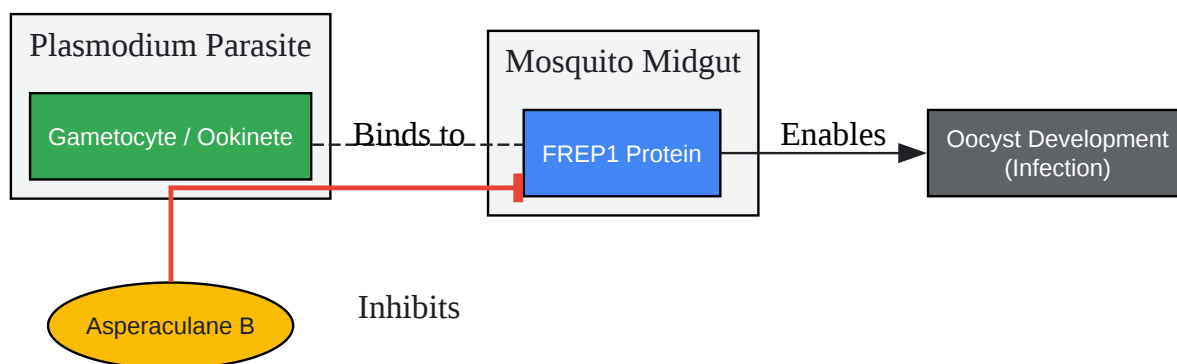 Plasmodium Parasite
Mosquito Midgut
Gametocyte / Ookinete
Binds to
FREP1 Protein
Enables
Oocyst Development
(Infection)
Inhibits
Asperaculane B